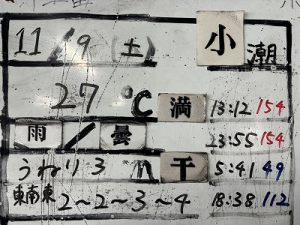 11/9（土） 小潮
27℃ 満 13:12 154
雨/曇 23:55 154
うねり3m 干 5:41 49
東南東 2~2~3~4 18:38 112